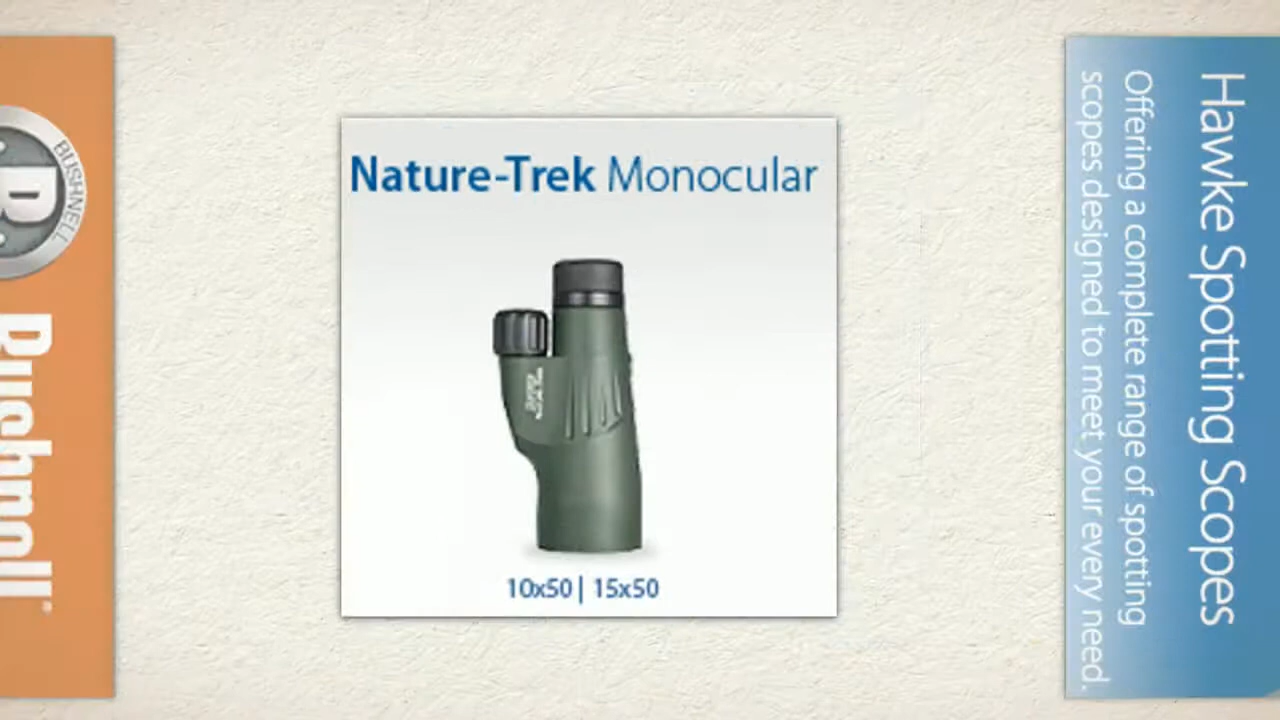 BUSHNELL
B
Bushnell
Nature-Trek Monocular
10x50 | 15x50
Hawke Spotting Scopes
Offering a complete range of spotting
scopes designed to meet your every need.